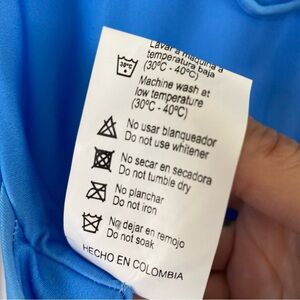 Lavar a maquina a
temperatura baja
(30°C - 40°C)
30°C
Machine wash at
low temperature
(30°C - 40°C)
No usar blanqueador
Do not use whitener
No secar en secadora
Do not tumble dry
No planchar
Do not iron
No dejar en remojo
Do not soak
HECHO EN COLOMBIA